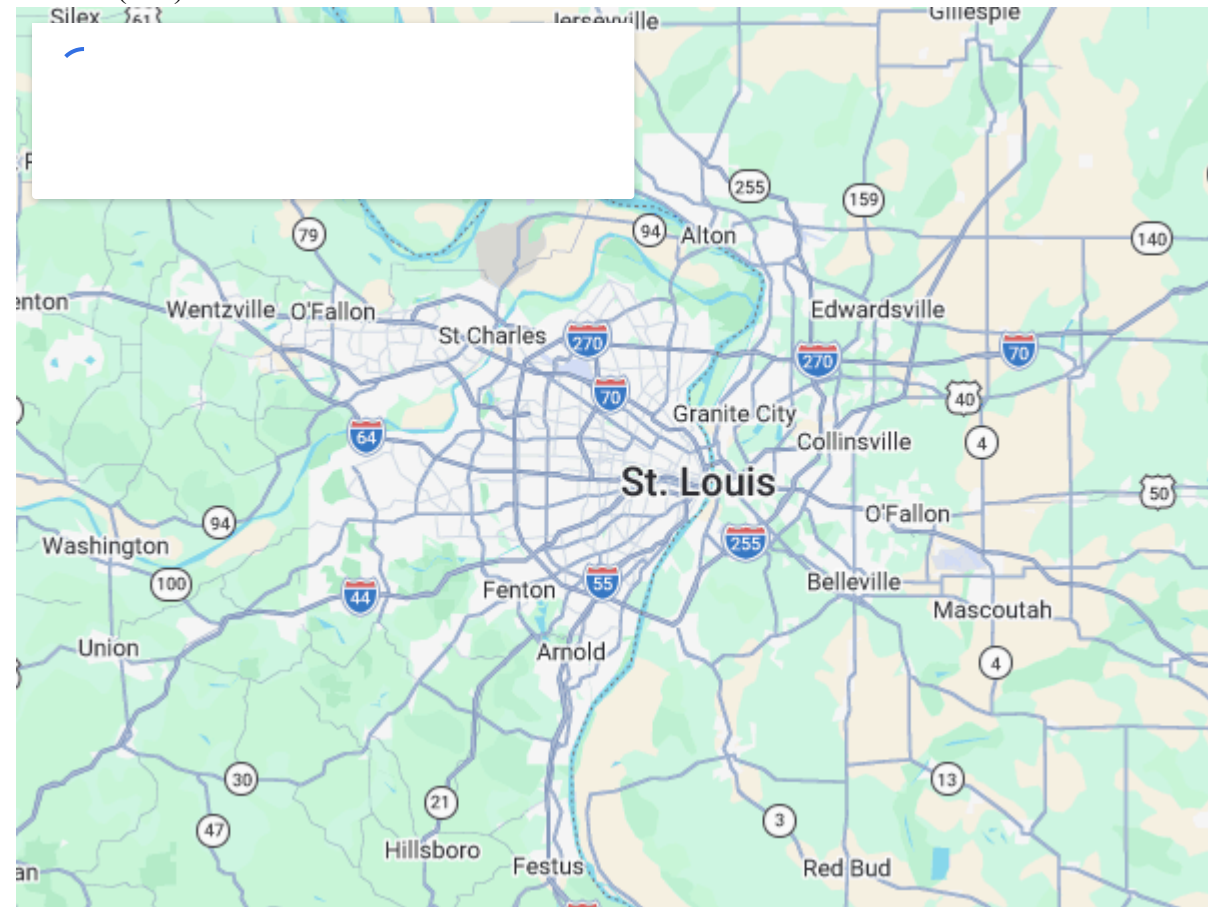 Silex
61
Jerseyville
Gillespie
255
159
79
94
Alton
140
enton
Wentzville
O'Fallon
Edwardsville
St Charles
270
270
70
70
40
Granite City
64
Collinsville
4
St. Louis
50
94
O'Fallon
Washington
255
100
Fenton
55
Belleville
44
Mascoutah
Union
Arnold
4
30
13
21
3
47
Hillsboro
Festus
Red Bud
an